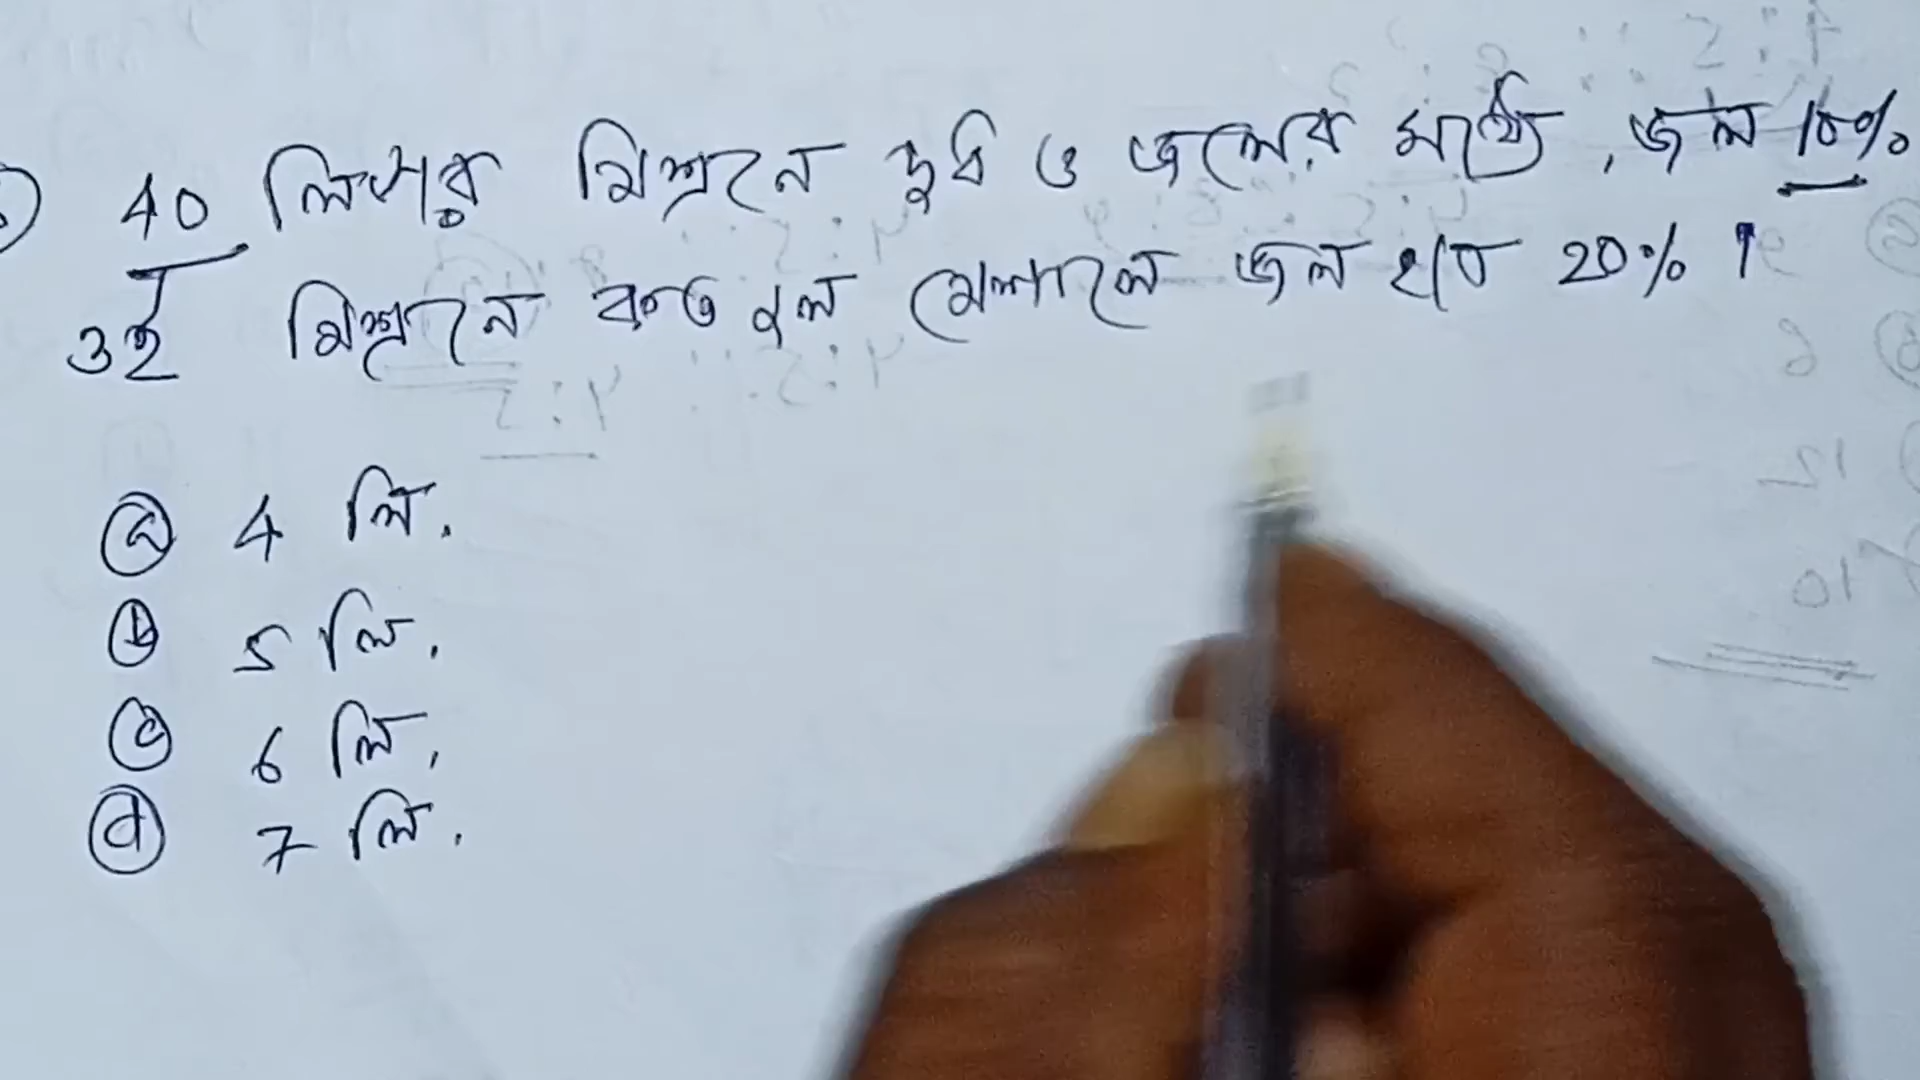 40 লিটার মিশ্রনে দুধ ও জলের মধ্যে, জল 10%
ওই মিশ্রনে কত জল মেশালে জল হবে 20% ।
ⓐ 4 লি.
ⓑ 5 লি.
ⓒ 6 লি.
ⓓ 7 লি.